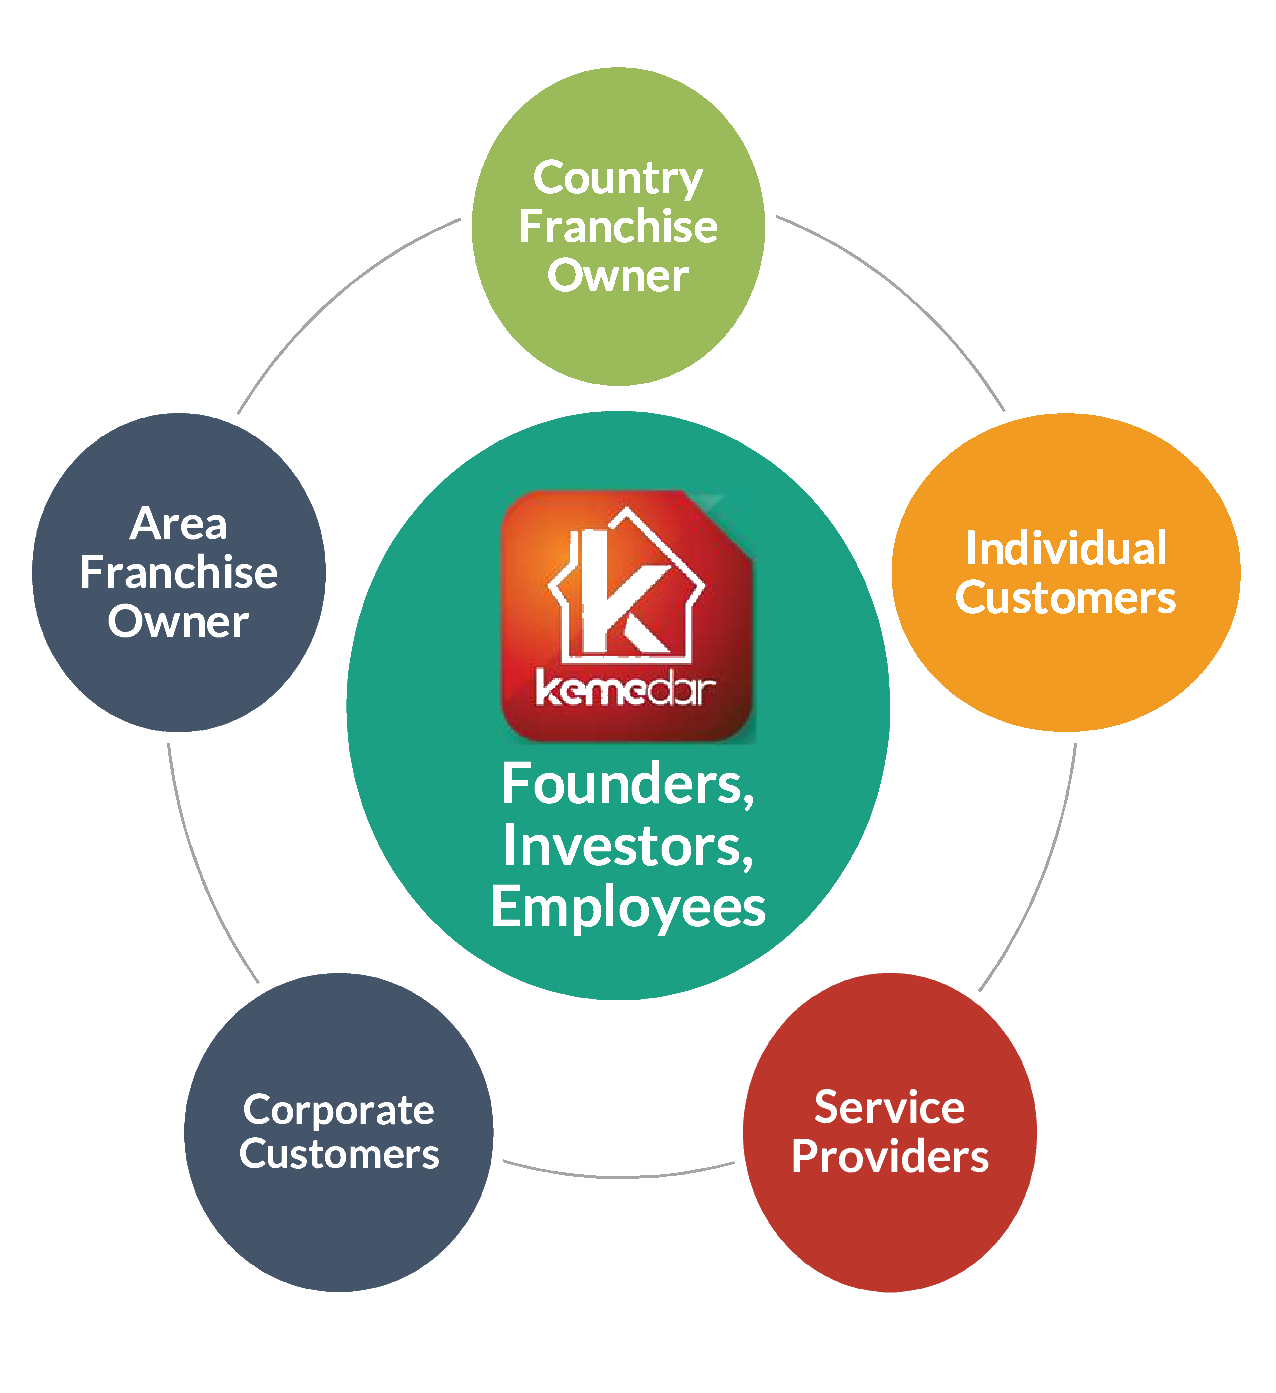 Country
Franchise
Owner
Area
Franchise
Owner
Individual
Customers
kemedar
Founders,
Investors,
Employees
Corporate
Customers
Service
Providers